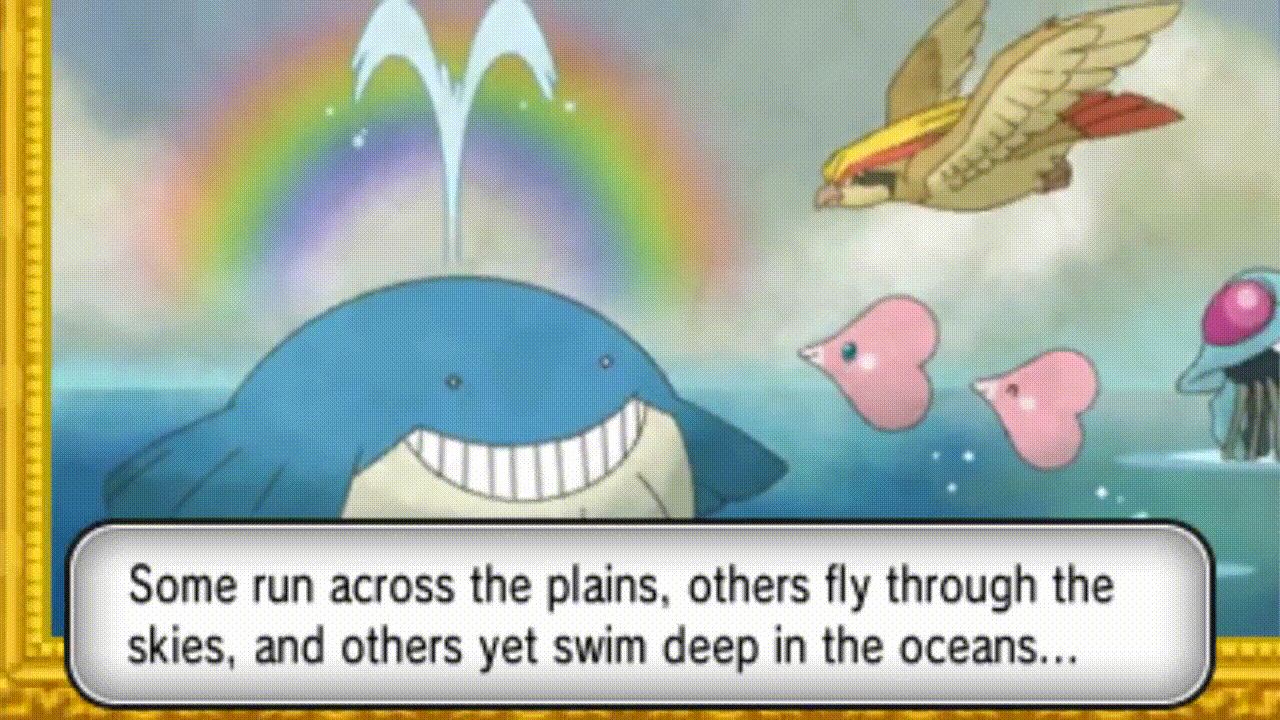 Some run across the plains, others fly through the
skies, and others yet swim deep in the oceans...